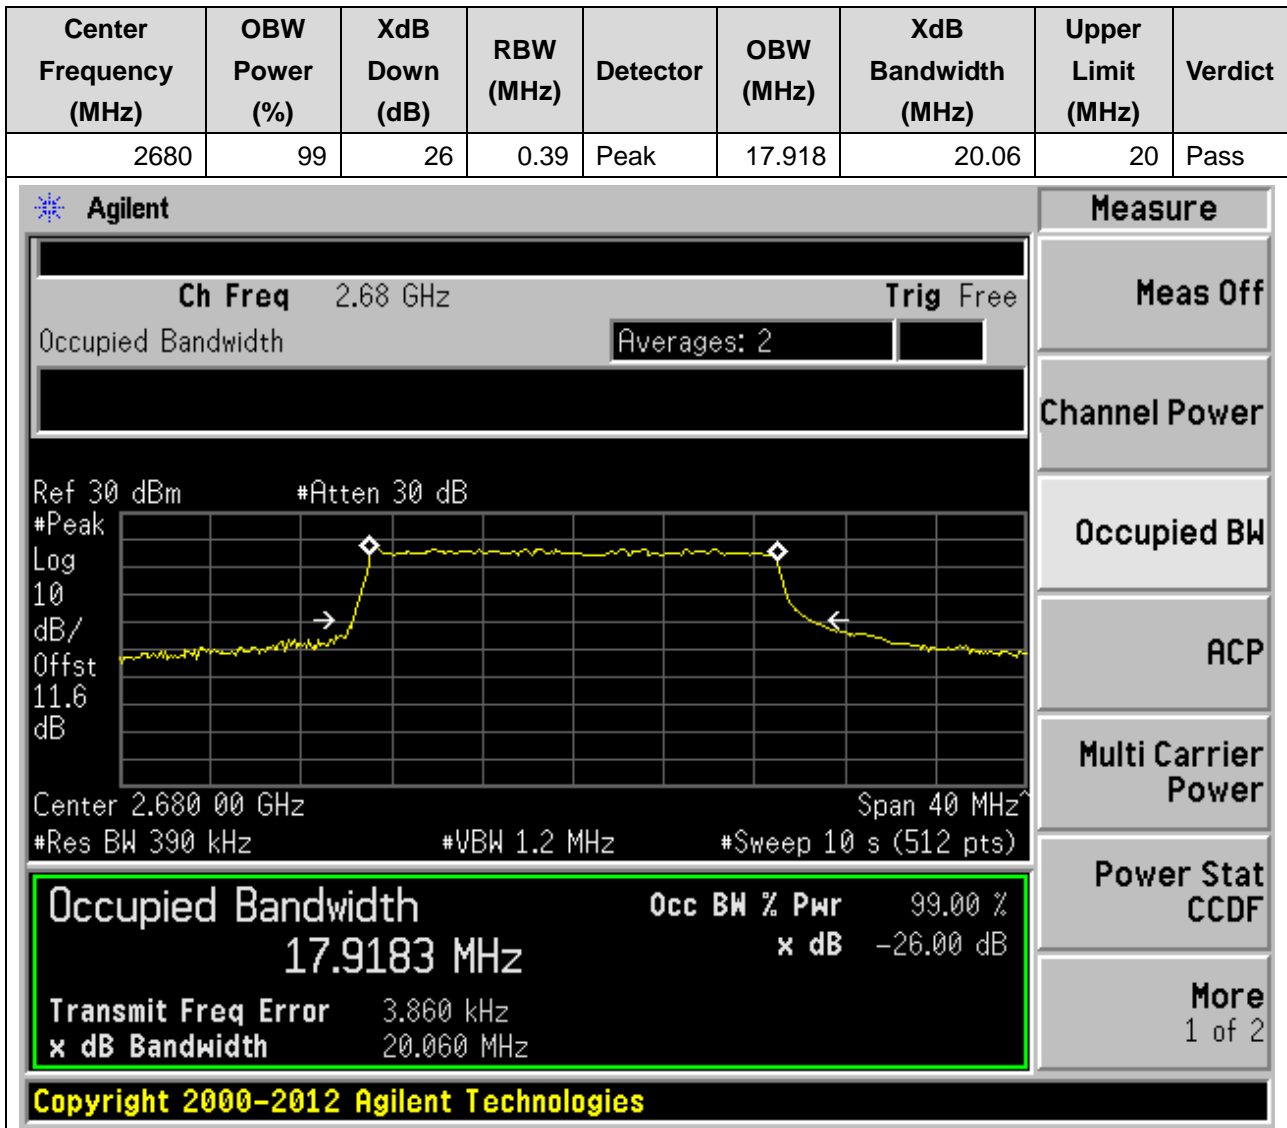 Center Frequency (MHz) OBW Power (%) XdB Down (dB) RBW (MHz) Detector OBW (MHz) XdB Bandwidth (MHz) Upper Limit (MHz) Verdict
2680 99 26 0.39 Peak 17.918 20.06 20 Pass
Agilent
Measure
Ch Freq 2.68 GHz Trig Free
Occupied Bandwidth Averages: 2
Ref 30 dBm #Atten 30 dB
#Peak
Log
10
dB/
Offst
11.6
dB
Center 2.680 00 GHz Span 40 MHz^
#Res BW 390 kHz #VBW 1.2 MHz #Sweep 10 s (512 pts)
Occupied Bandwidth Occ BW % Pwr 99.00 %
17.9183 MHz x dB -26.00 dB
Transmit Freq Error 3.860 kHz
x dB Bandwidth 20.060 MHz
Meas Off
Channel Power
Occupied BW
ACP
Multi Carrier
Power
Power Stat
CCDF
More
1 of 2
Copyright 2000-2012 Agilent Technologies